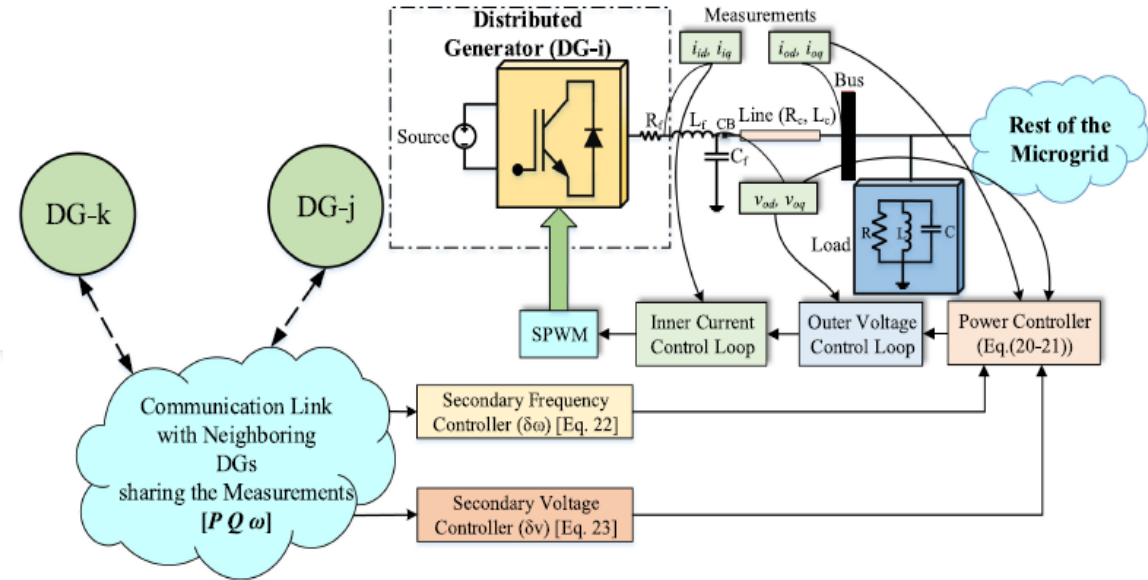 Distributed
Generator (DG-i)
Measurements
i_id, i_iq
i_od, i_oq
Bus
Source
R_f
L_f
CB
Line (R_c, L_c)
C_f
Rest of the
Microgrid
v_od, v_oq
Load
R
L
C
DG-k
DG-j
SPWM
Inner Current
Control Loop
Outer Voltage
Control Loop
Power Controller
(Eq.(20-21))
Communication Link
with Neighboring
DGs
sharing the Measurements
[P Q ω]
Secondary Frequency
Controller (δω) [Eq. 22]
Secondary Voltage
Controller (δv) [Eq. 23]